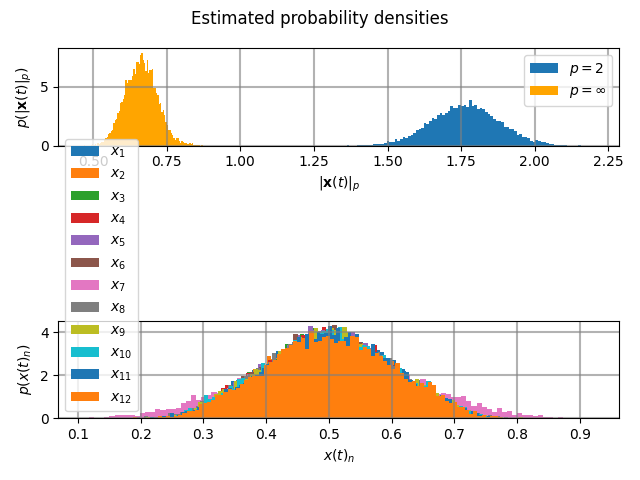 Estimated probability densities
p(|x(t)|_p)
5
0
p = 2
p = ∞
0.50 0.75 1.00 1.25 1.50 1.75 2.00 2.25
|x(t)|_p
x_1
x_2
x_3
x_4
x_5
x_6
x_7
x_8
x_9
x_10
x_11
x_12
p(x(t)_n)
4
2
0
0.1 0.2 0.3 0.4 0.5 0.6 0.7 0.8 0.9
x(t)_n